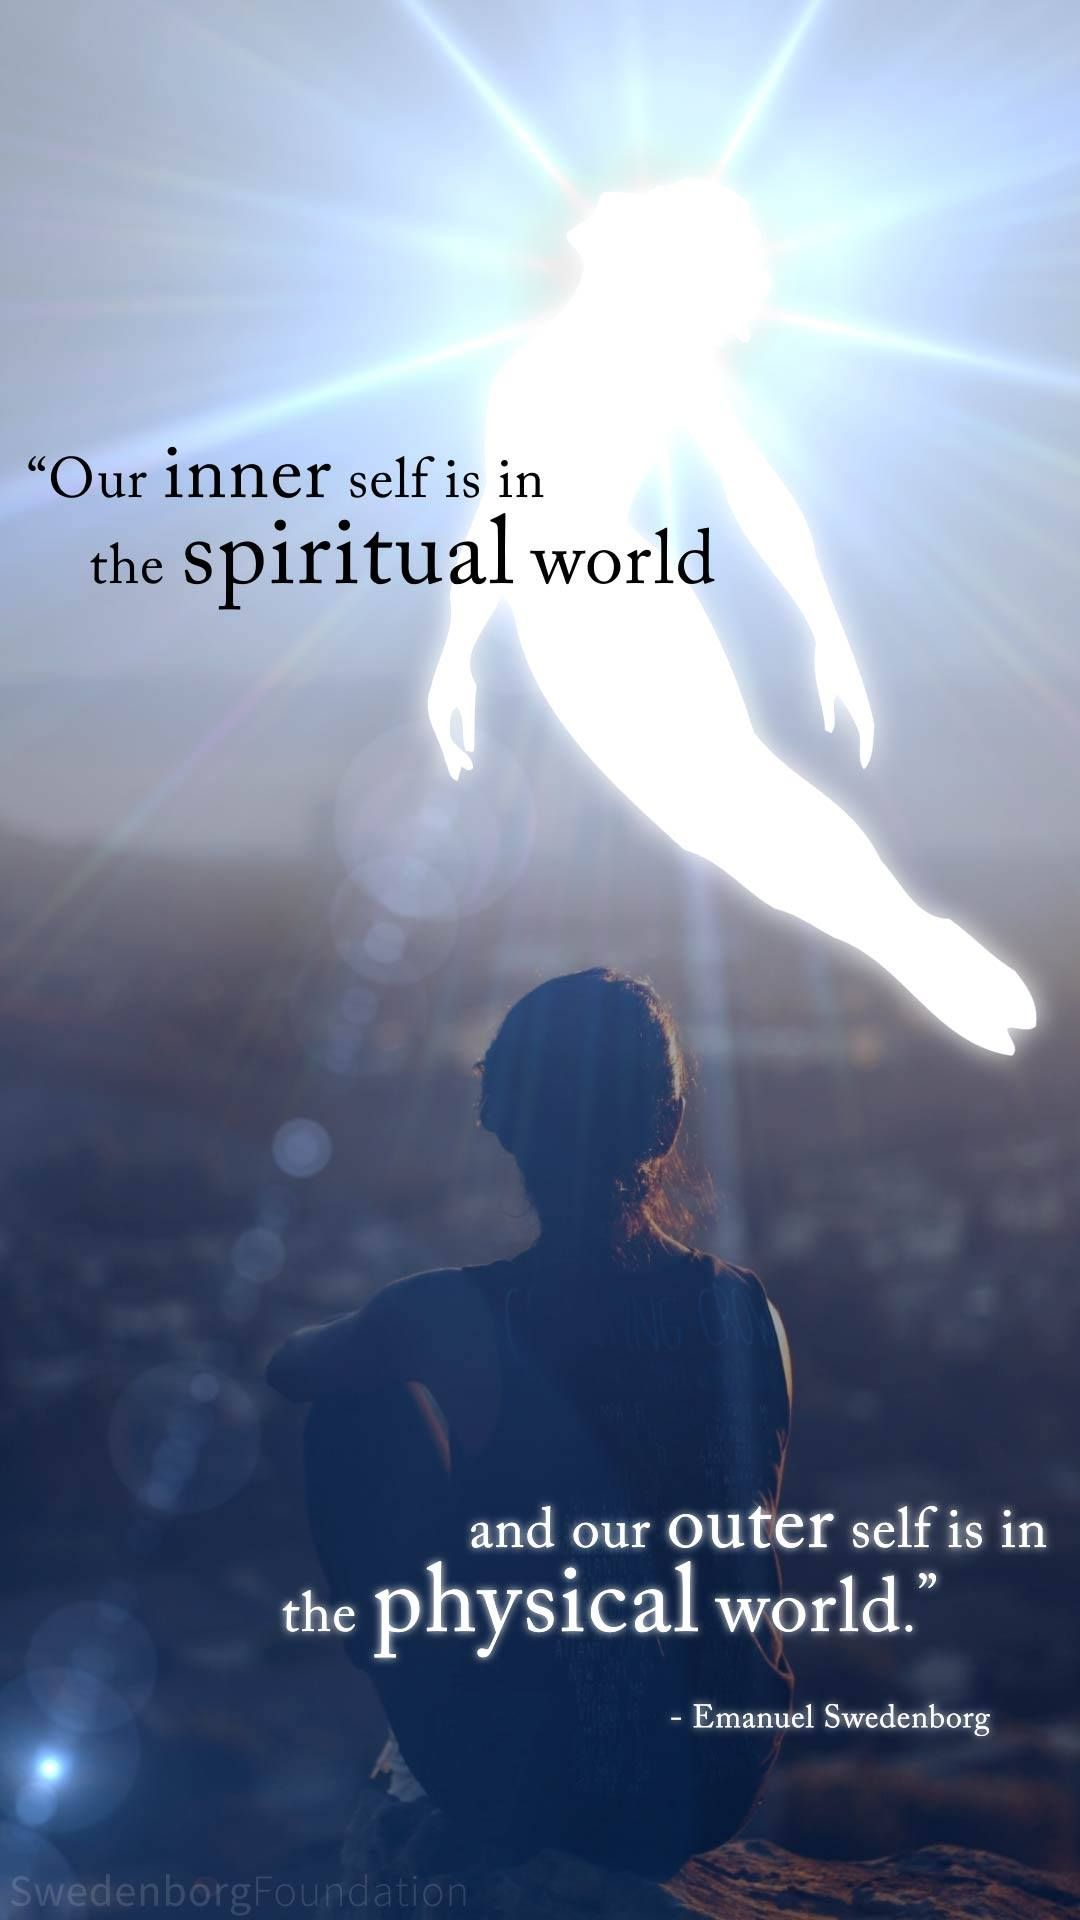 “Our inner self is in
the spiritual world
and our outer self is in
the physical world.”
- Emanuel Swedenborg
SwedenborgFoundation